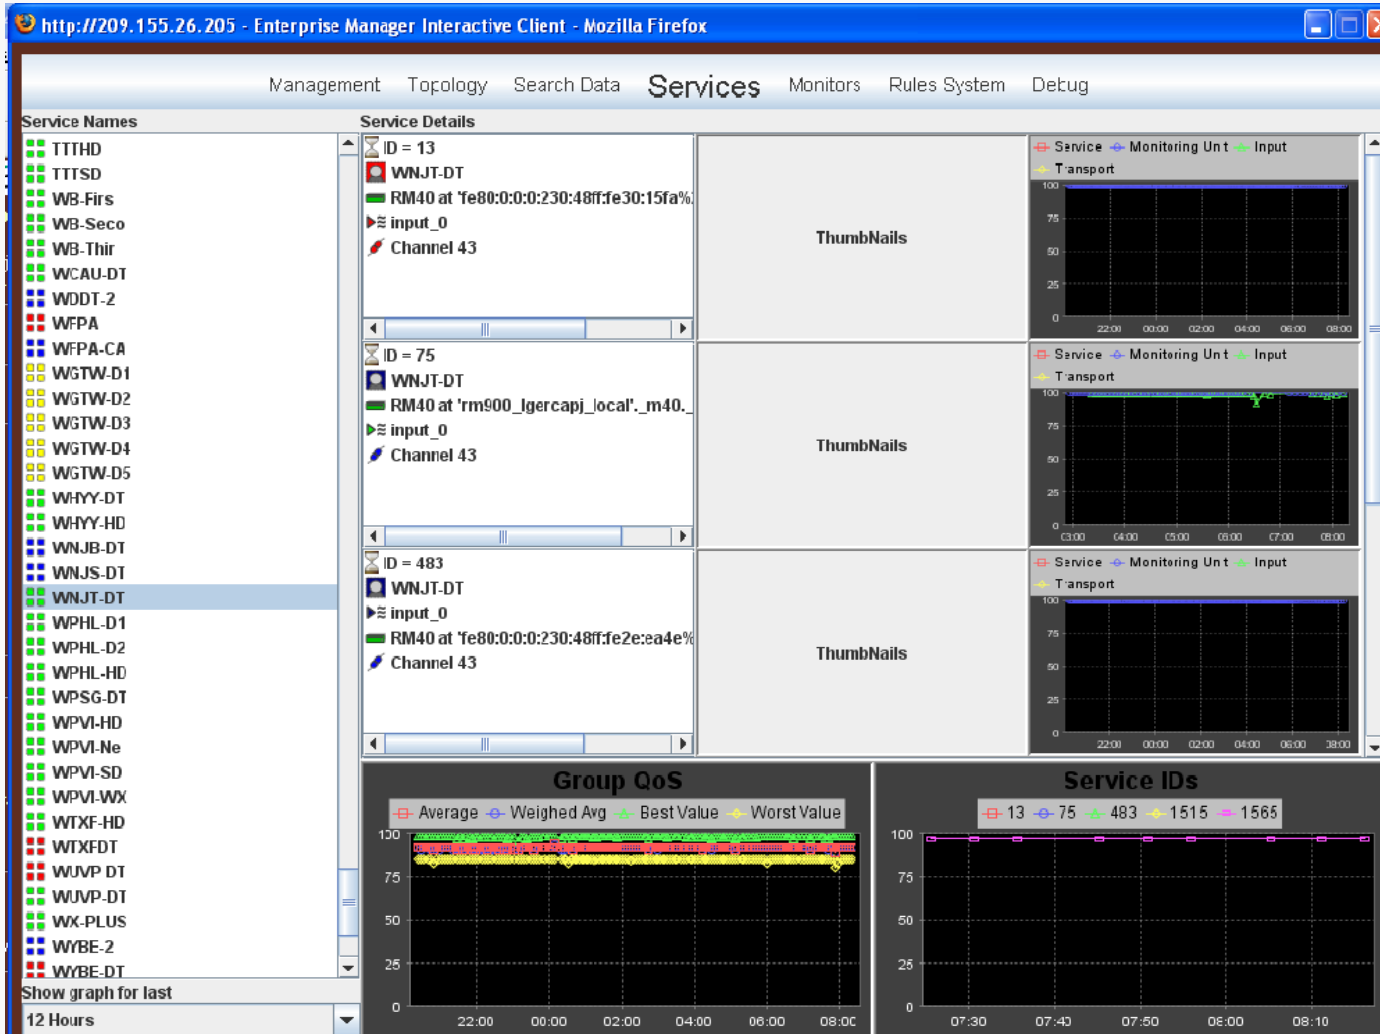 http://209.155.26.205 - Enterprise Manager Interactive Client - Mozilla Firefox
Management Topology Search Data Services Monitors Rules System Debug
Service Names
TTTHD
TTTSD
WB-Firs
WB-Seco
WB-Thir
WCAU-DT
WDDT-2
WFPA
WFPA-CA
WGTW-D1
WGTW-D2
WGTW-D3
WGTW-D4
WGTW-D5
WHYY-DT
WHYY-HD
WNJB-DT
WNJS-DT
WNJT-DT
WPHL-D1
WPHL-D2
WPHL-HD
WPSG-DT
WPVI-HD
WPVI-Ne
WPVI-SD
WPVI-WX
WTXF-HD
WTXFDT
WUVP DT
WUVP-DT
WX-PLUS
WYBE-2
WYBE-DT
Show graph for last
12 Hours
Service Details
ID = 13
WNJT-DT
RM40 at 'fe80:0:0:0:230:48ff:fe30:15fa%
input_0
Channel 43
ThumbNails
Service Monitoring Unit Input
Transport
100
75
50
25
0
22:00 00:00 02:00 04:00 06:00 08:00
ID = 75
WNJT-DT
RM40 at 'rm900_lgercapj_local'._m40._
input_0
Channel 43
ThumbNails
Service Monitoring Unit Input
Transport
100
75
50
25
0
03:00 04:00 05:00 06:00 07:00 08:00
ID = 483
WNJT-DT
input_0
RM40 at 'fe80:0:0:0:230:48ff:fe2e:ea4e%
Channel 43
ThumbNails
Service Monitoring Unit Input
Transport
100
75
50
25
0
22:00 00:00 02:00 04:00 06:00 08:00
Group QoS
Average Weighed Avg Best Value Worst Value
100
75
50
25
0
22:00 00:00 02:00 04:00 06:00 08:00
Service IDs
13 75 483 1515 1565
100
75
50
25
0
07:30 07:40 07:50 08:00 08:10